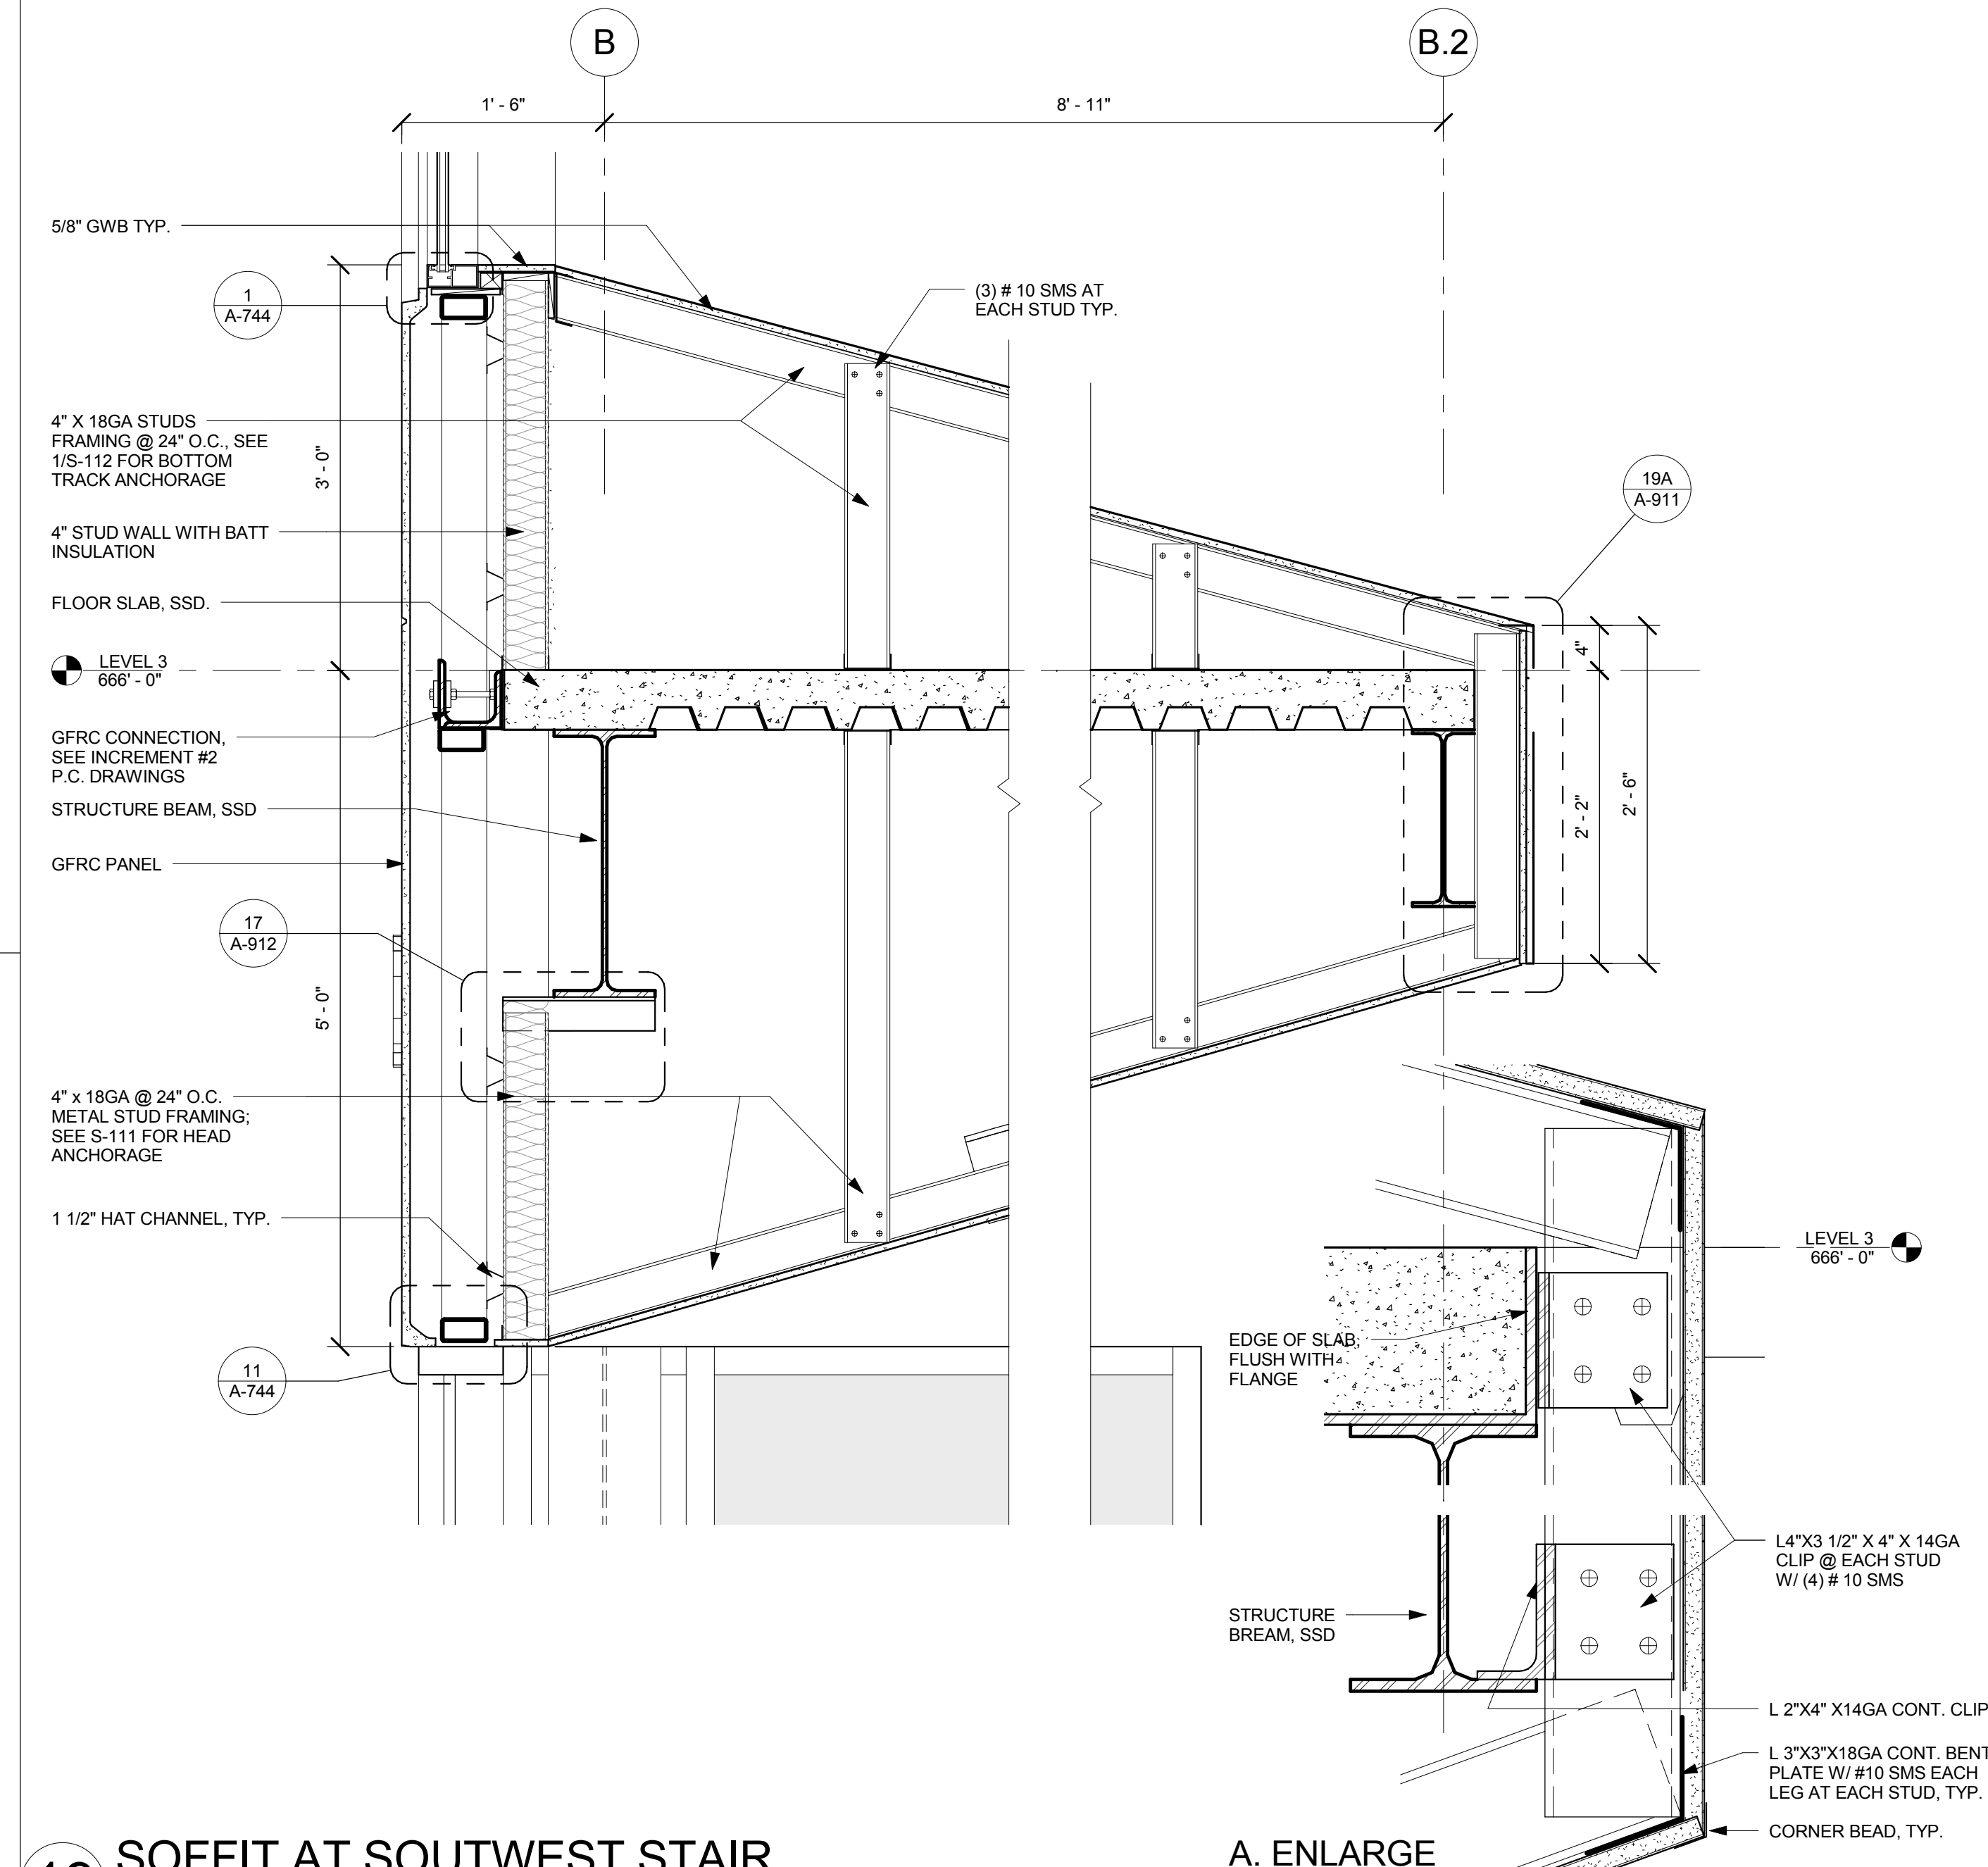 B
B.2
1' - 6"
8' - 11"
5/8" GWB TYP.
1
A-744
(3) # 10 SMS AT
EACH STUD TYP.
4" X 18GA STUDS
FRAMING @ 24" O.C., SEE
1/S-112 FOR BOTTOM
TRACK ANCHORAGE
3' - 0"
19A
A-911
4" STUD WALL WITH BATT
INSULATION
FLOOR SLAB, SSD.
LEVEL 3
666' - 0"
4"
GFRC CONNECTION,
SEE INCREMENT #2
P.C. DRAWINGS
STRUCTURE BEAM, SSD
2' - 2"
2' - 6"
GFRC PANEL
17
A-912
5' - 0"
4" x 18GA @ 24" O.C.
METAL STUD FRAMING;
SEE S-111 FOR HEAD
ANCHORAGE
1 1/2" HAT CHANNEL, TYP.
11
A-744
LEVEL 3
666' - 0"
EDGE OF SLAB,
FLUSH WITH
FLANGE
L4"X3 1/2" X 4" X 14GA
CLIP @ EACH STUD
W/ (4) # 10 SMS
STRUCTURE
BREAM, SSD
L 2"X4" X14GA CONT. CLIP
L 3"X3"X18GA CONT. BENT
PLATE W/ #10 SMS EACH
LEG AT EACH STUD, TYP.
CORNER BEAD, TYP.
SOFFIT AT SOUTWEST STAIR
A. ENLARGE